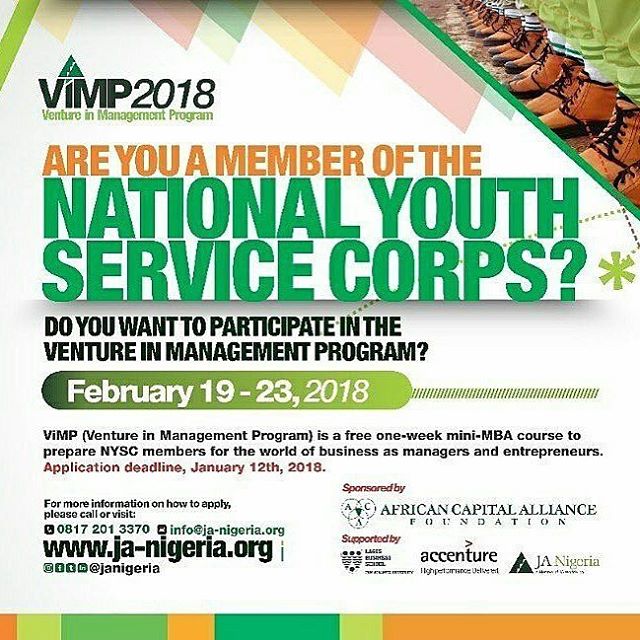 ViMP2018
Venture in Management Program
ARE YOU A MEMBER OF THE
NATIONAL YOUTH
SERVICE CORPS?*
DO YOU WANT TO PARTICIPATE IN THE
VENTURE IN MANAGEMENT PROGRAM?
February 19 - 23, 2018
ViMP (Venture in Management Program) is a free one-week mini-MBA course to
prepare NYSC members for the world of business as managers and entrepreneurs.
Application deadline, January 12th, 2018.
For more information on how to apply,
please call or visit:
0817 201 3370 info@ja-nigeria.org
www.ja-nigeria.org
@janigeria
Sponsored by
ACA
AFRICAN CAPITAL ALLIANCE
FOUNDATION
Supported by
LAGOS
BUSINESS
SCHOOL
accenture
High performance. Delivered.
JA Nigeria